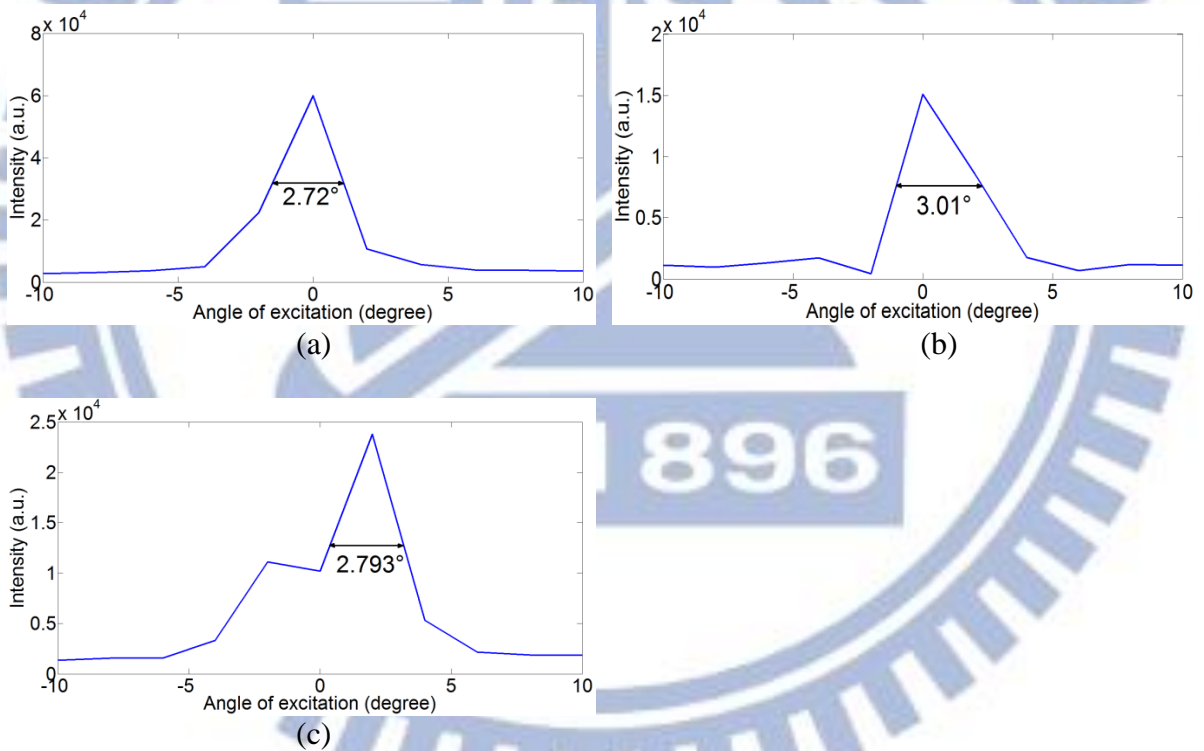 8 x 10^4
Intensity (a.u.)
6
4
2
0
2.72°
-10 -5 0 5 10
Angle of excitation (degree)
(a)
2 x 10^4
Intensity (a.u.)
1.5
1
0.5
0
3.01°
-10 -5 0 5 10
Angle of excitation (degree)
(b)
2.5 x 10^4
Intensity (a.u.)
2
1.5
1
0.5
0
2.793°
-10 -5 0 5 10
Angle of excitation (degree)
(c)
1896